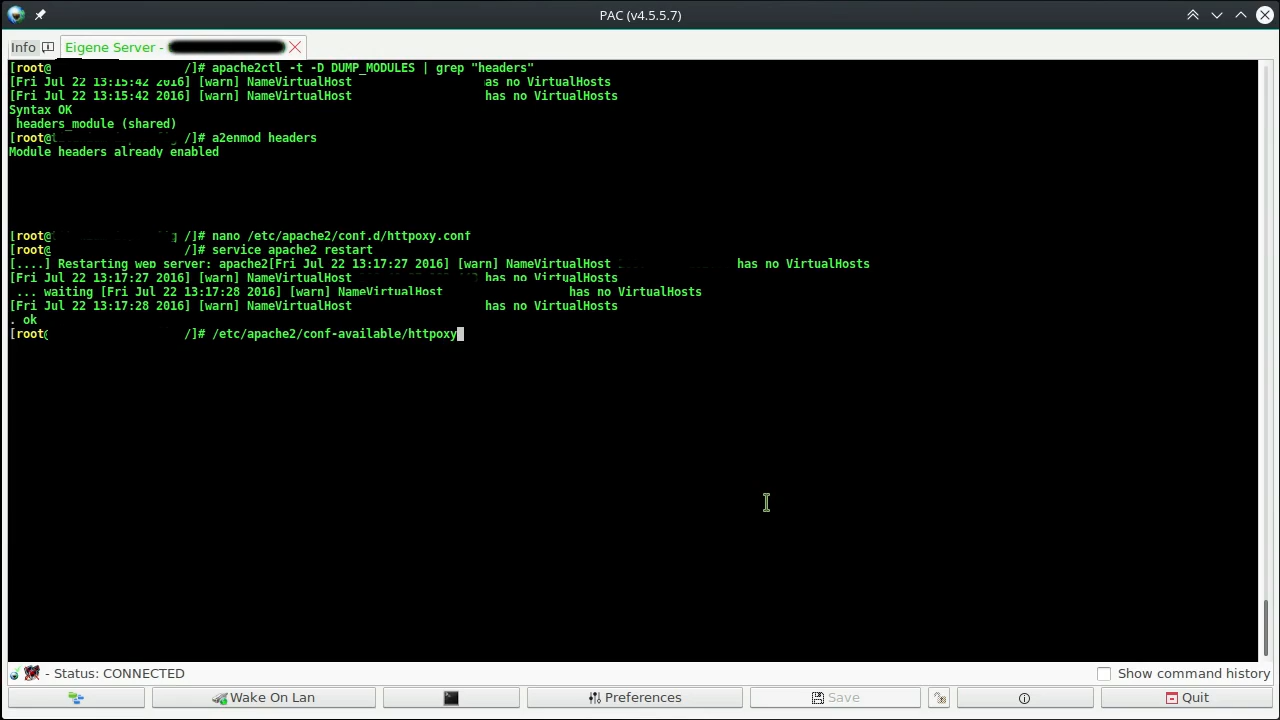 PAC (v4.5.5.7)
Info
Eigene Server -
[root@ /]# apache2ctl -t -D DUMP_MODULES | grep "headers"
[Fri Jul 22 13:15:42 2016] [warn] NameVirtualHost as no VirtualHosts
[Fri Jul 22 13:15:42 2016] [warn] NameVirtualHost has no VirtualHosts
Syntax OK
headers_module (shared)
[root@ /]# a2enmod headers
Module headers already enabled
[root@ /]# nano /etc/apache2/conf.d/httpoxy.conf
[root@ /]# service apache2 restart
[....] Restarting web server: apache2[Fri Jul 22 13:17:27 2016] [warn] NameVirtualHost has no VirtualHosts
[Fri Jul 22 13:17:27 2016] [warn] NameVirtualHost has no VirtualHosts
... waiting [Fri Jul 22 13:17:28 2016] [warn] NameVirtualHost has no VirtualHosts
[Fri Jul 22 13:17:28 2016] [warn] NameVirtualHost has no VirtualHosts
. ok
[root /]# /etc/apache2/conf-available/httpoxy
- Status: CONNECTED
Show command history
Wake On Lan
Preferences
Save
Quit